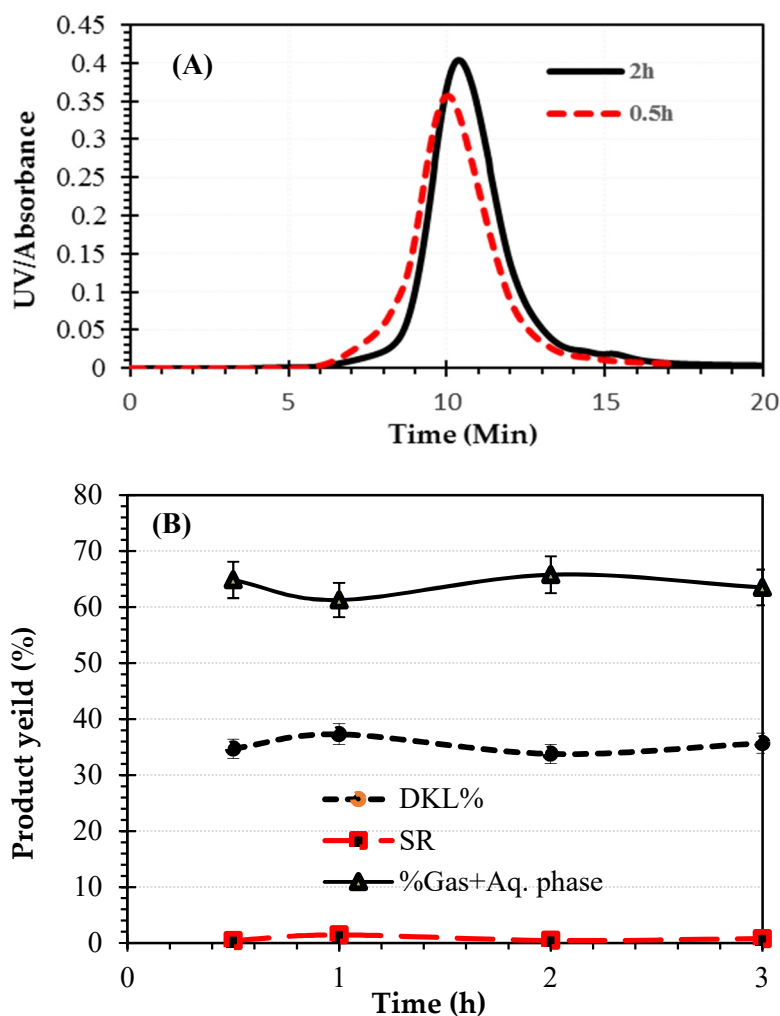 (A)
2h
0.5h
UV/Absorbance
0.45
0.4
0.35
0.3
0.25
0.2
0.15
0.1
0.05
0
0 5 10 15 20
Time (Min)
(B)
Product yeild (%)
80
70
60
50
40
30
20
10
0
DKL%
SR
%Gas+Aq. phase
0 1 2 3
Time (h)